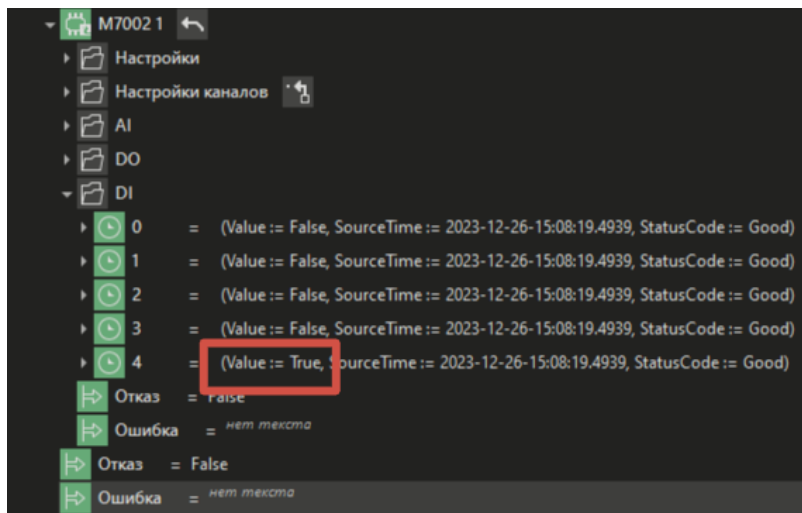 M7002 1
Настройки
Настройки каналов
AI
DO
DI
0 = (Value := False, SourceTime := 2023-12-26-15:08:19.4939, StatusCode := Good)
1 = (Value := False, SourceTime := 2023-12-26-15:08:19.4939, StatusCode := Good)
2 = (Value := False, SourceTime := 2023-12-26-15:08:19.4939, StatusCode := Good)
3 = (Value := False, SourceTime := 2023-12-26-15:08:19.4939, StatusCode := Good)
4 = (Value := True, SourceTime := 2023-12-26-15:08:19.4939, StatusCode := Good)
Отказ = False
Ошибка = нет текста
Отказ = False
Ошибка = нет текста